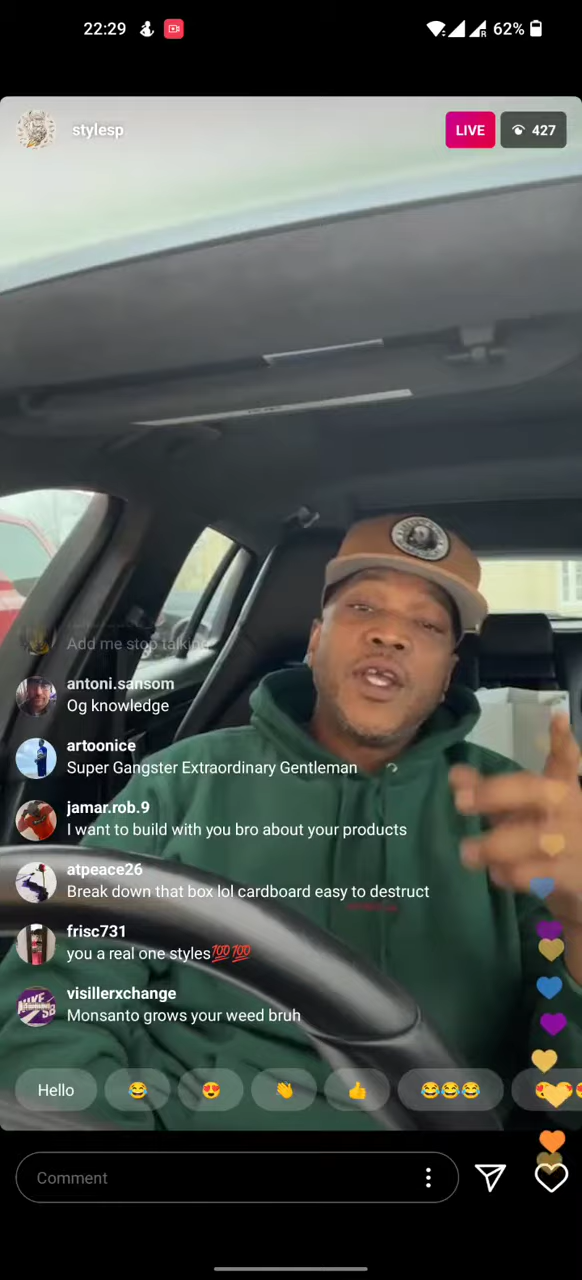 22:29
R
62%
stylesp
LIVE
427
Add me stop talking
antoni.sansom
Og knowledge
artoonice
Super Gangster Extraordinary Gentleman
jamar.rob.9
I want to build with you bro about your products
atpeace26
Break down that box lol cardboard easy to destruct
frisc731
you a real one styles💯💯
visillerxchange
Monsanto grows your weed bruh
Hello 😂 😍 👋 👍 😂😂😂
Comment